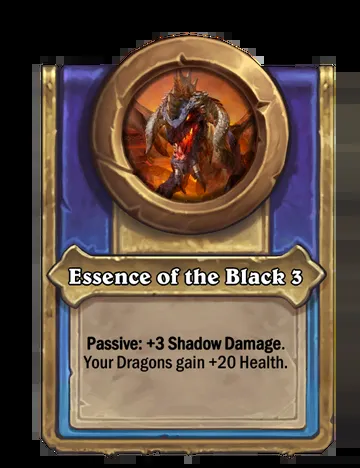 Essence of the Black 3
Passive: +3 Shadow Damage.
Your Dragons gain +20 Health.